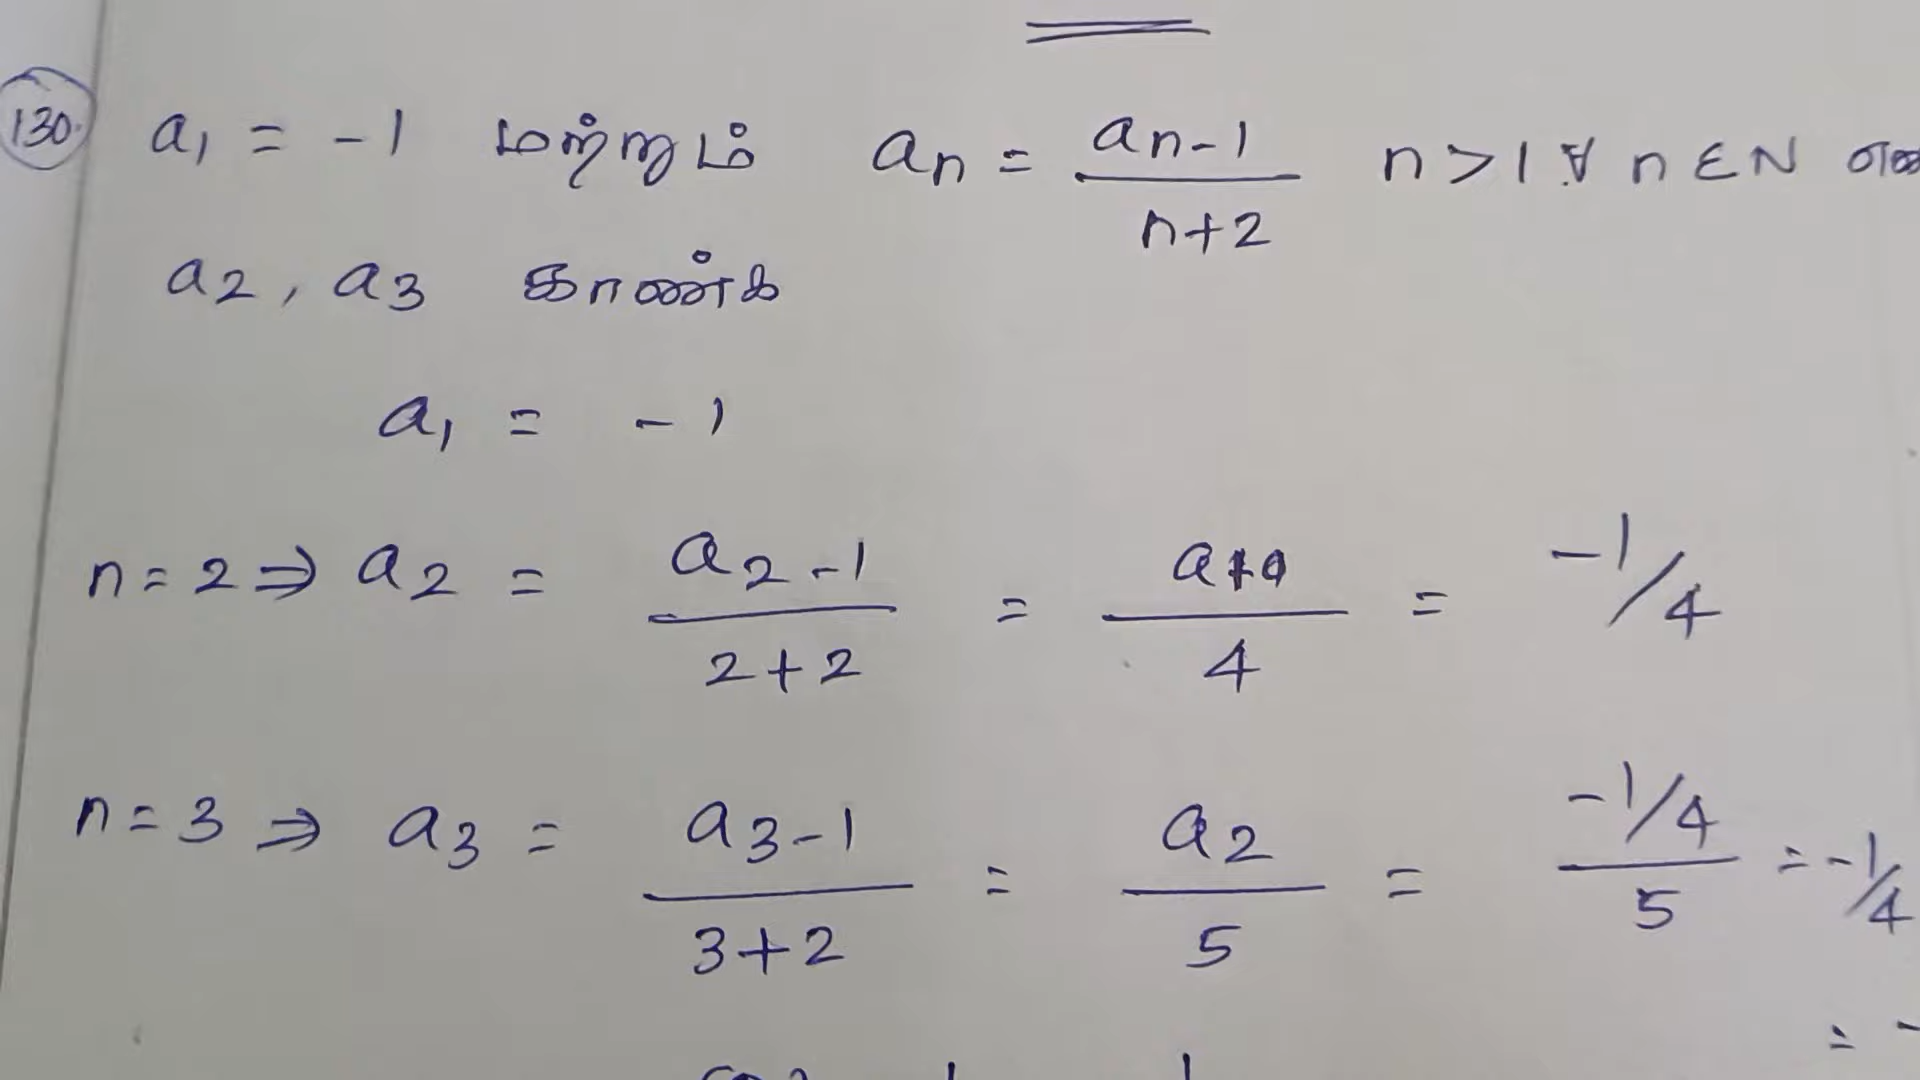 130. a₁ = -1 மற்றும் aₙ = aₙ₋₁ / n+2 n > 1 ∀ n ∈ N
a₂, a₃ காண்க
a₁ = -1
n = 2 ⇒ a₂ = a₂₋₁ / 2+2 = a₁ / 4 = -1/4
n = 3 ⇒ a₃ = a₃₋₁ / 3+2 = a₂ / 5 = -1/4 / 5 = -1/4
= -